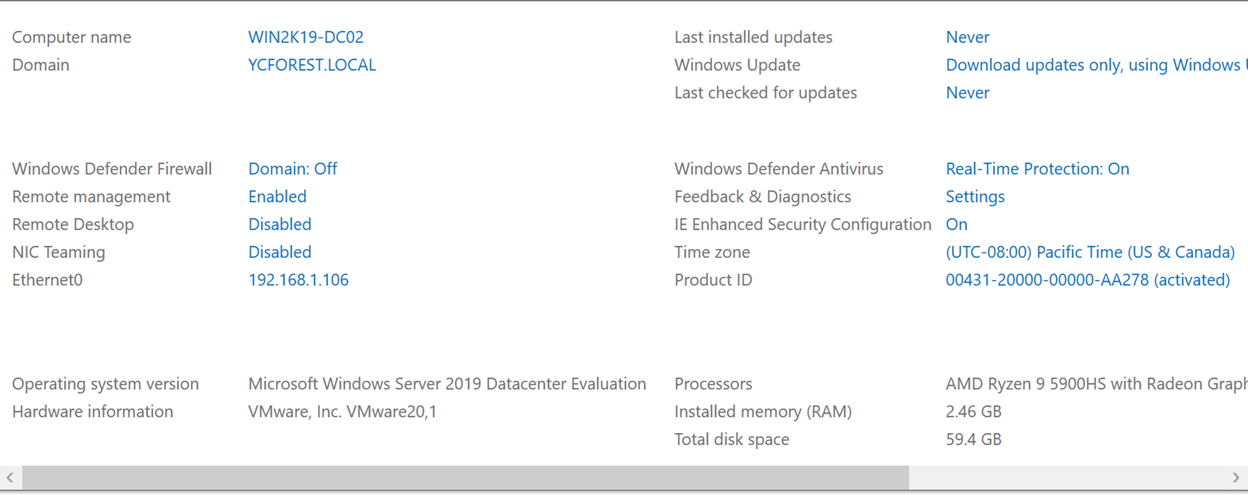 Computer name WIN2K19-DC02 Last installed updates Never
Domain YCFOREST.LOCAL Windows Update Download updates only, using Windows
Last checked for updates Never
Windows Defender Firewall Domain: Off Windows Defender Antivirus Real-Time Protection: On
Remote management Enabled Feedback & Diagnostics Settings
Remote Desktop Disabled IE Enhanced Security Configuration On
NIC Teaming Disabled Time zone (UTC-08:00) Pacific Time (US & Canada)
Ethernet0 192.168.1.106 Product ID 00431-20000-00000-AA278 (activated)
Operating system version Microsoft Windows Server 2019 Datacenter Evaluation Processors AMD Ryzen 9 5900HS with Radeon Graph
Hardware information VMware, Inc. VMware20,1 Installed memory (RAM) 2.46 GB
Total disk space 59.4 GB